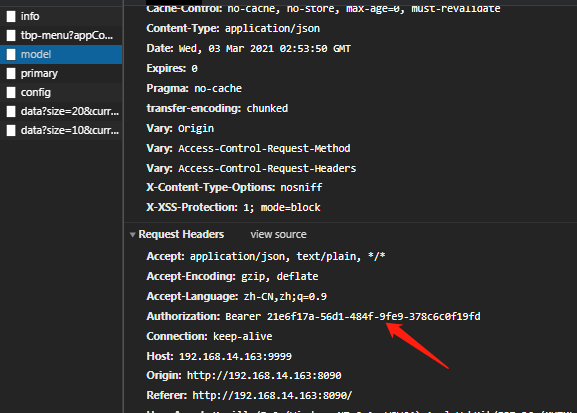 info
tbp-menu?appCo...
model
primary
config
data?size=20&curr...
data?size=10&curr...
Cache-Control: no-cache, no-store, max-age=0, must-revalidate
Content-Type: application/json
Date: Wed, 03 Mar 2021 02:53:50 GMT
Expires: 0
Pragma: no-cache
transfer-encoding: chunked
Vary: Origin
Vary: Access-Control-Request-Method
Vary: Access-Control-Request-Headers
X-Content-Type-Options: nosniff
X-XSS-Protection: 1; mode=block
Request Headers view source
Accept: application/json, text/plain, */*
Accept-Encoding: gzip, deflate
Accept-Language: zh-CN,zh;q=0.9
Authorization: Bearer 21e6f17a-56d1-484f-9fe9-378c6c0f19fd
Connection: keep-alive
Host: 192.168.14.163:9999
Origin: http://192.168.14.163:8090
Referer: http://192.168.14.163:8090/